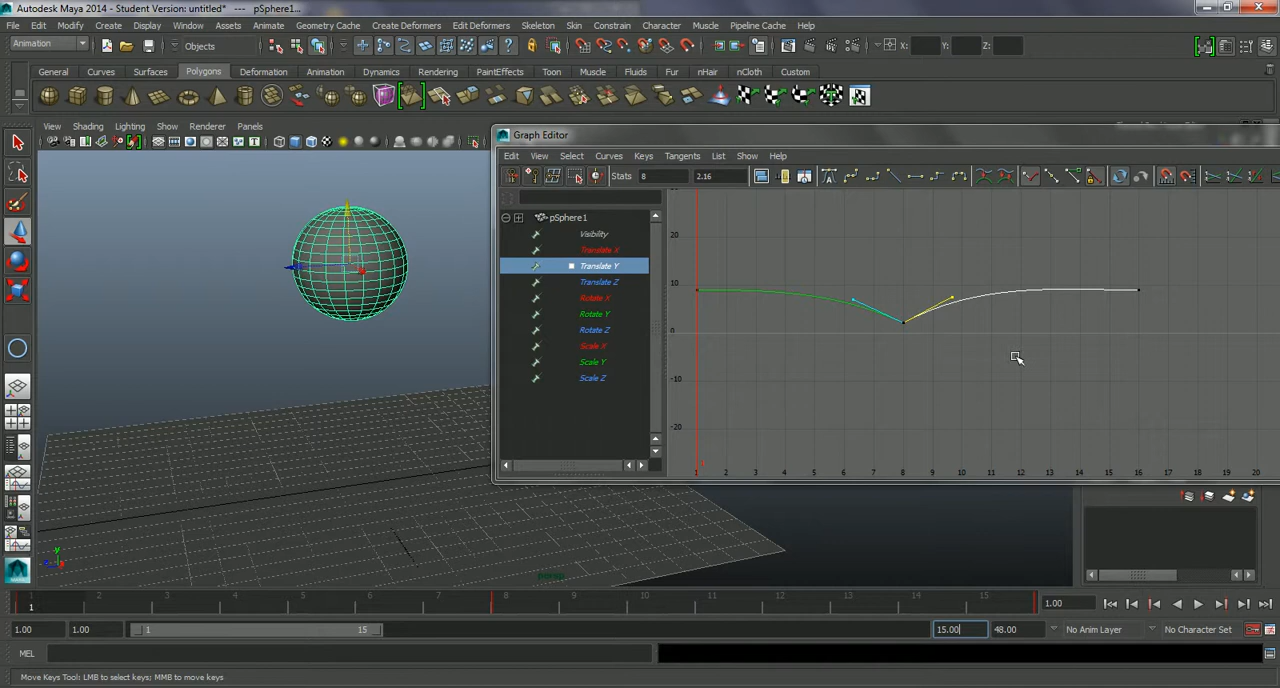 Autodesk Maya 2014 - Student Version: untitled*  ---  pSphere1...
File Edit Modify Create Display Window Assets Animate Geometry Cache Create Deformers Edit Deformers Skeleton Skin Constraint Character Muscle Pipeline Cache Help
Animation Objects X: Y: Z:
General Curves Surfaces Polygons Deformation Animation Dynamics Rendering PaintEffects Toon Muscle Fluids Fur nHair nCloth Custom
View Shading Lighting Show Renderer Panels
Graph Editor
Edit View Select Curves Keys Tangents List Show Help
Stats 8 2.16
pSphere1
Visibility
Translate X
Translate Y
Translate Z
Rotate X
Rotate Y
Rotate Z
Scale X
Scale Y
Scale Z
20
10
0
-10
-20
1 2 3 4 5 6 7 8 9 10 11 12 13 14 15 16 17 18 19 20
y
persp
1 2 3 4 5 6 7 8 9 10 11 12 13 14 15
1 1.00
1.00 1.00 1 15 15.00 48.00 No Anim Layer No Character Set
MEL
Move Keys Tool: LMB to select keys; MMB to move keys